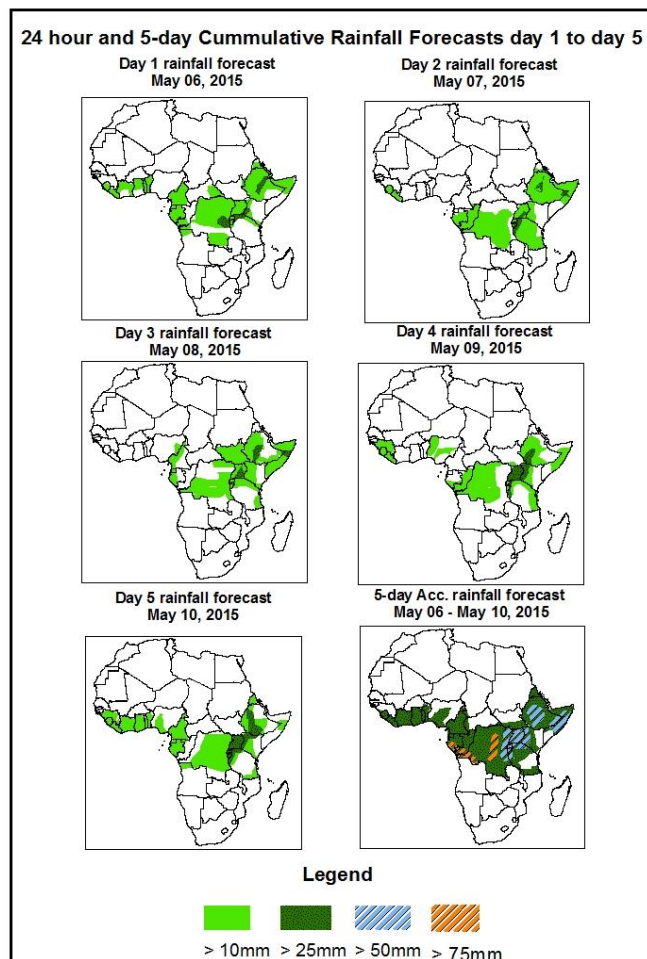 24 hour and 5-day Cummulative Rainfall Forecasts day 1 to day 5
Day 1 rainfall forecast
May 06, 2015
Day 2 rainfall forecast
May 07, 2015
Day 3 rainfall forecast
May 08, 2015
Day 4 rainfall forecast
May 09, 2015
Day 5 rainfall forecast
May 10, 2015
5-day Acc. rainfall forecast
May 06 - May 10, 2015
Legend
> 10mm > 25mm > 50mm > 75mm